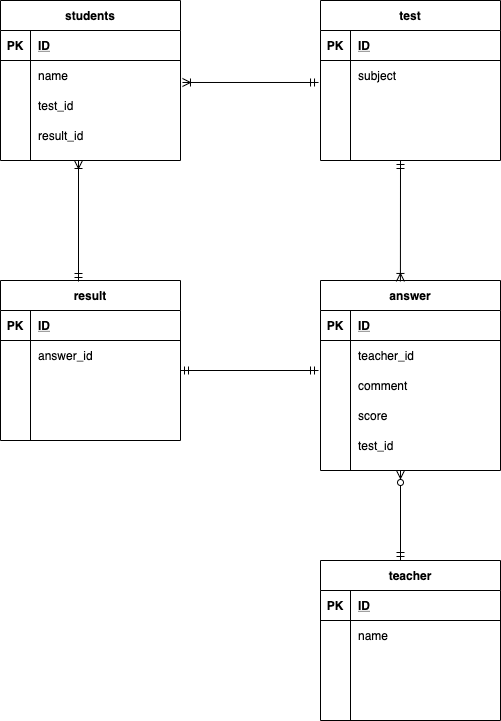 students
PK ID
name
test_id
result_id
test
PK ID
subject
result
PK ID
answer_id
answer
PK ID
teacher_id
comment
score
test_id
teacher
PK ID
name